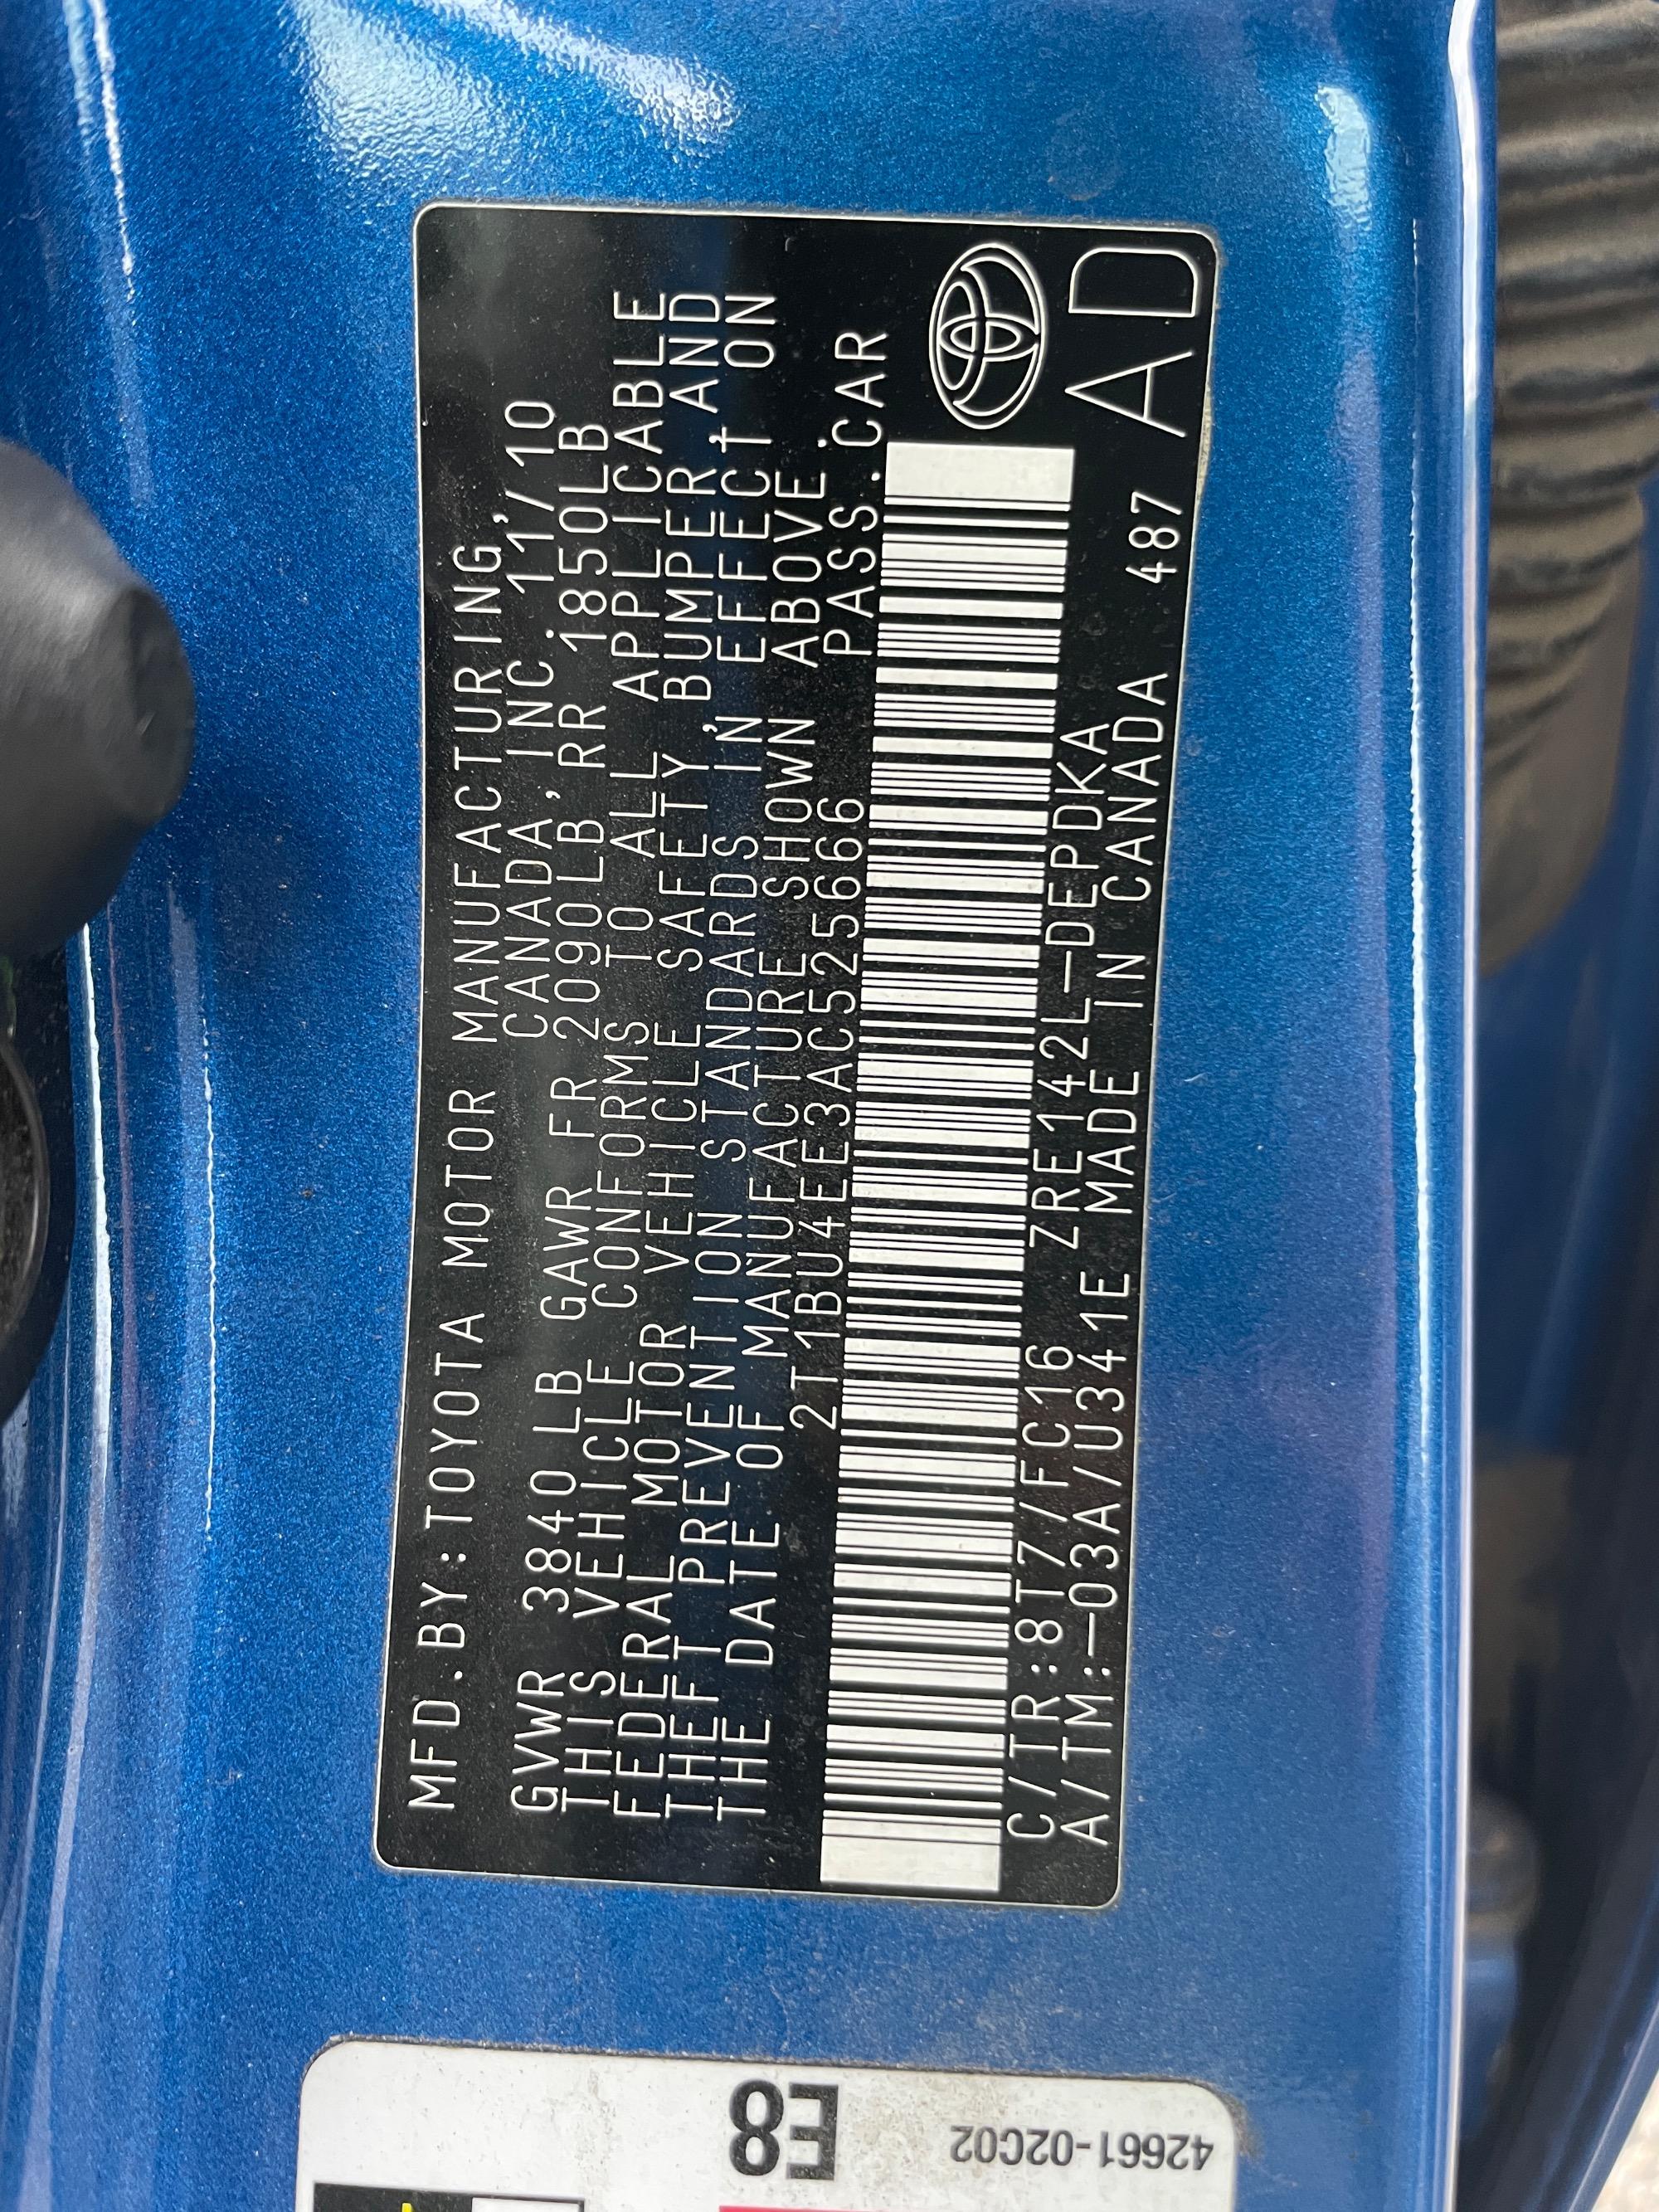 MFD.BY:TOYOTA MOTOR MANUFACTURING,
CANADA,INC. 11/10
GVWR 3840 LB GAWR FR 2090LB,RR 1850LB
THIS VEHICLE CONFORMS TO ALL APPLICABLE
FEDERAL MOTOR VEHICLE SAFETY,BUMPER,AND
THEFT PREVENTION STANDARDS IN EFFECT ON
THE DATE OF MANUFACTURE SHOWN ABOVE.
2T1BU4EE3AC525666 PASS.CAR
C/TR:8T7/FC16 ZRE142L-DEPDKA
A/TM:-03A/U341E MADE IN CANADA 487 AD
E8
42661-02C02